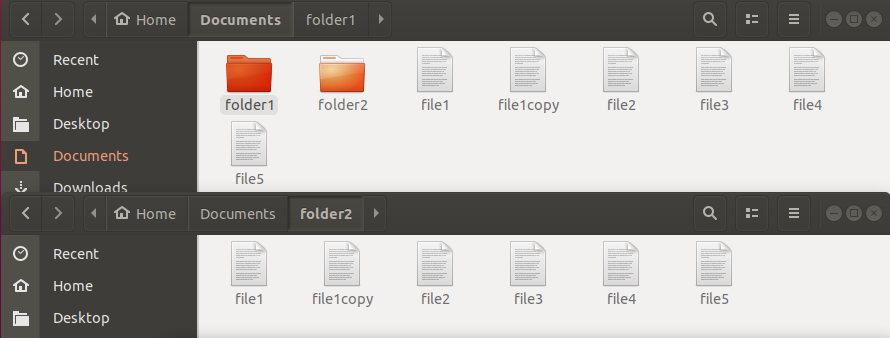 Home Documents folder1
Recent
Home
Desktop
Documents
Downloads
folder1 folder2 file1 file1copy file2 file3 file4
file5
Home Documents folder2
Recent
Home
Desktop
file1 file1copy file2 file3 file4 file5